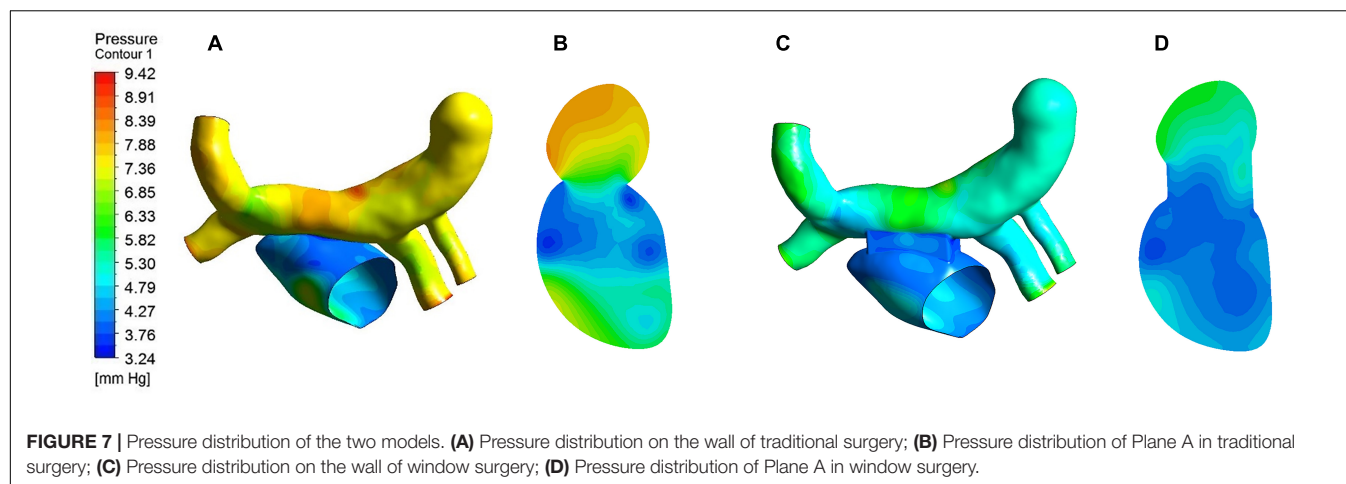 Pressure
Contour 1
9.42
8.91
8.39
7.88
7.36
6.85
6.33
5.82
5.30
4.79
4.27
3.76
3.24
[mm Hg]
A
B
C
D
FIGURE 7 | Pressure distribution of the two models. (A) Pressure distribution on the wall of traditional surgery; (B) Pressure distribution of Plane A in traditional
surgery; (C) Pressure distribution on the wall of window surgery; (D) Pressure distribution of Plane A in window surgery.